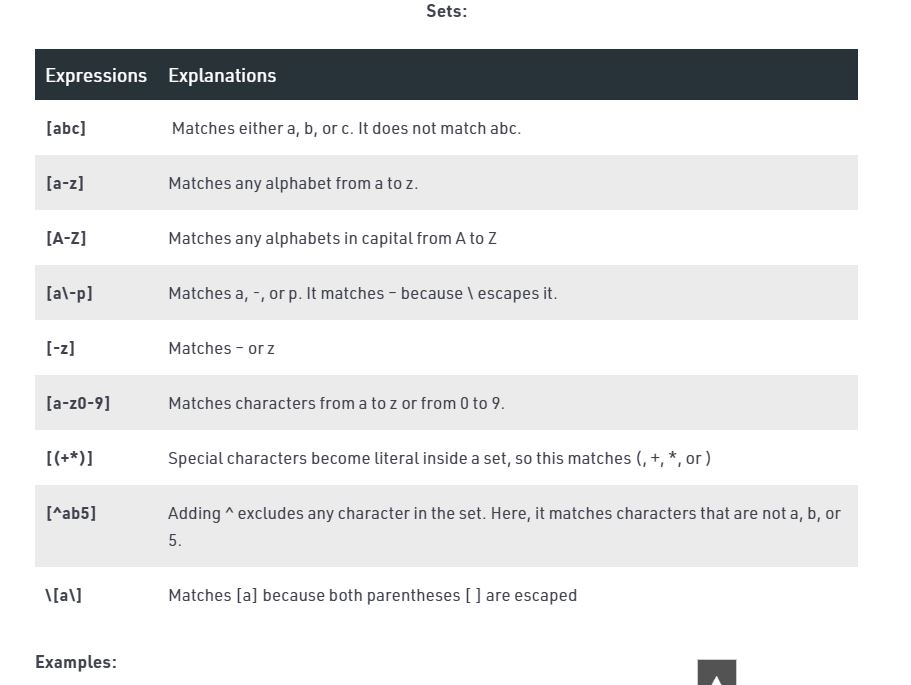 Sets:
Expressions Explanations
[abc] Matches either a, b, or c. It does not match abc.
[a-z] Matches any alphabet from a to z.
[A-Z] Matches any alphabets in capital from A to Z
[a\-p] Matches a, -, or p. It matches – because \ escapes it.
[-z] Matches – or z
[a-z0-9] Matches characters from a to z or from 0 to 9.
[(+*)] Special characters become literal inside a set, so this matches (, +, *, or )
[^ab5] Adding ^ excludes any character in the set. Here, it matches characters that are not a, b, or
5.
\[a\] Matches [a] because both parentheses [ ] are escaped
Examples: